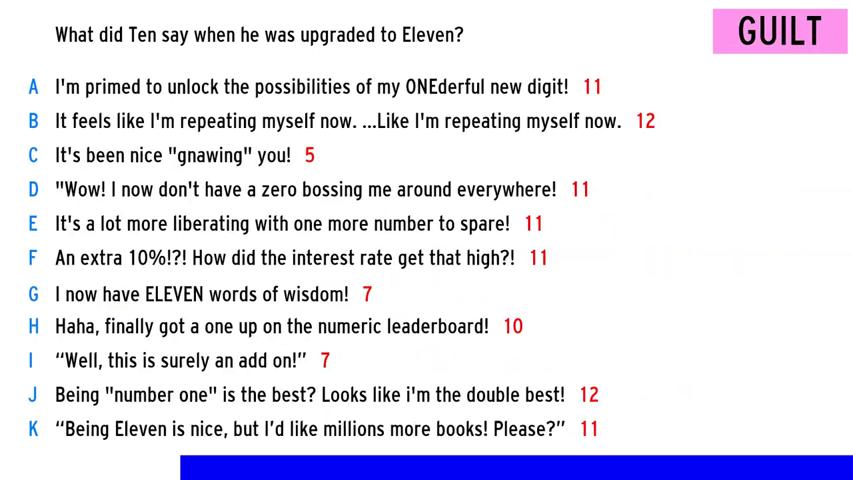 What did Ten say when he was upgraded to Eleven?
GUILT
A I'm primed to unlock the possibilities of my ONEderful new digit! 11
B It feels like I'm repeating myself now. ...Like I'm repeating myself now. 12
C It's been nice "gnawing" you! 5
D "Wow! I now don't have a zero bossing me around everywhere! 11
E It's a lot more liberating with one more number to spare! 11
F An extra 10%!?! How did the interest rate get that high?! 11
G I now have ELEVEN words of wisdom! 7
H Haha, finally got a one up on the numeric leaderboard! 10
I “Well, this is surely an add on!” 7
J Being "number one" is the best? Looks like i'm the double best! 12
K “Being Eleven is nice, but I’d like millions more books! Please?” 11